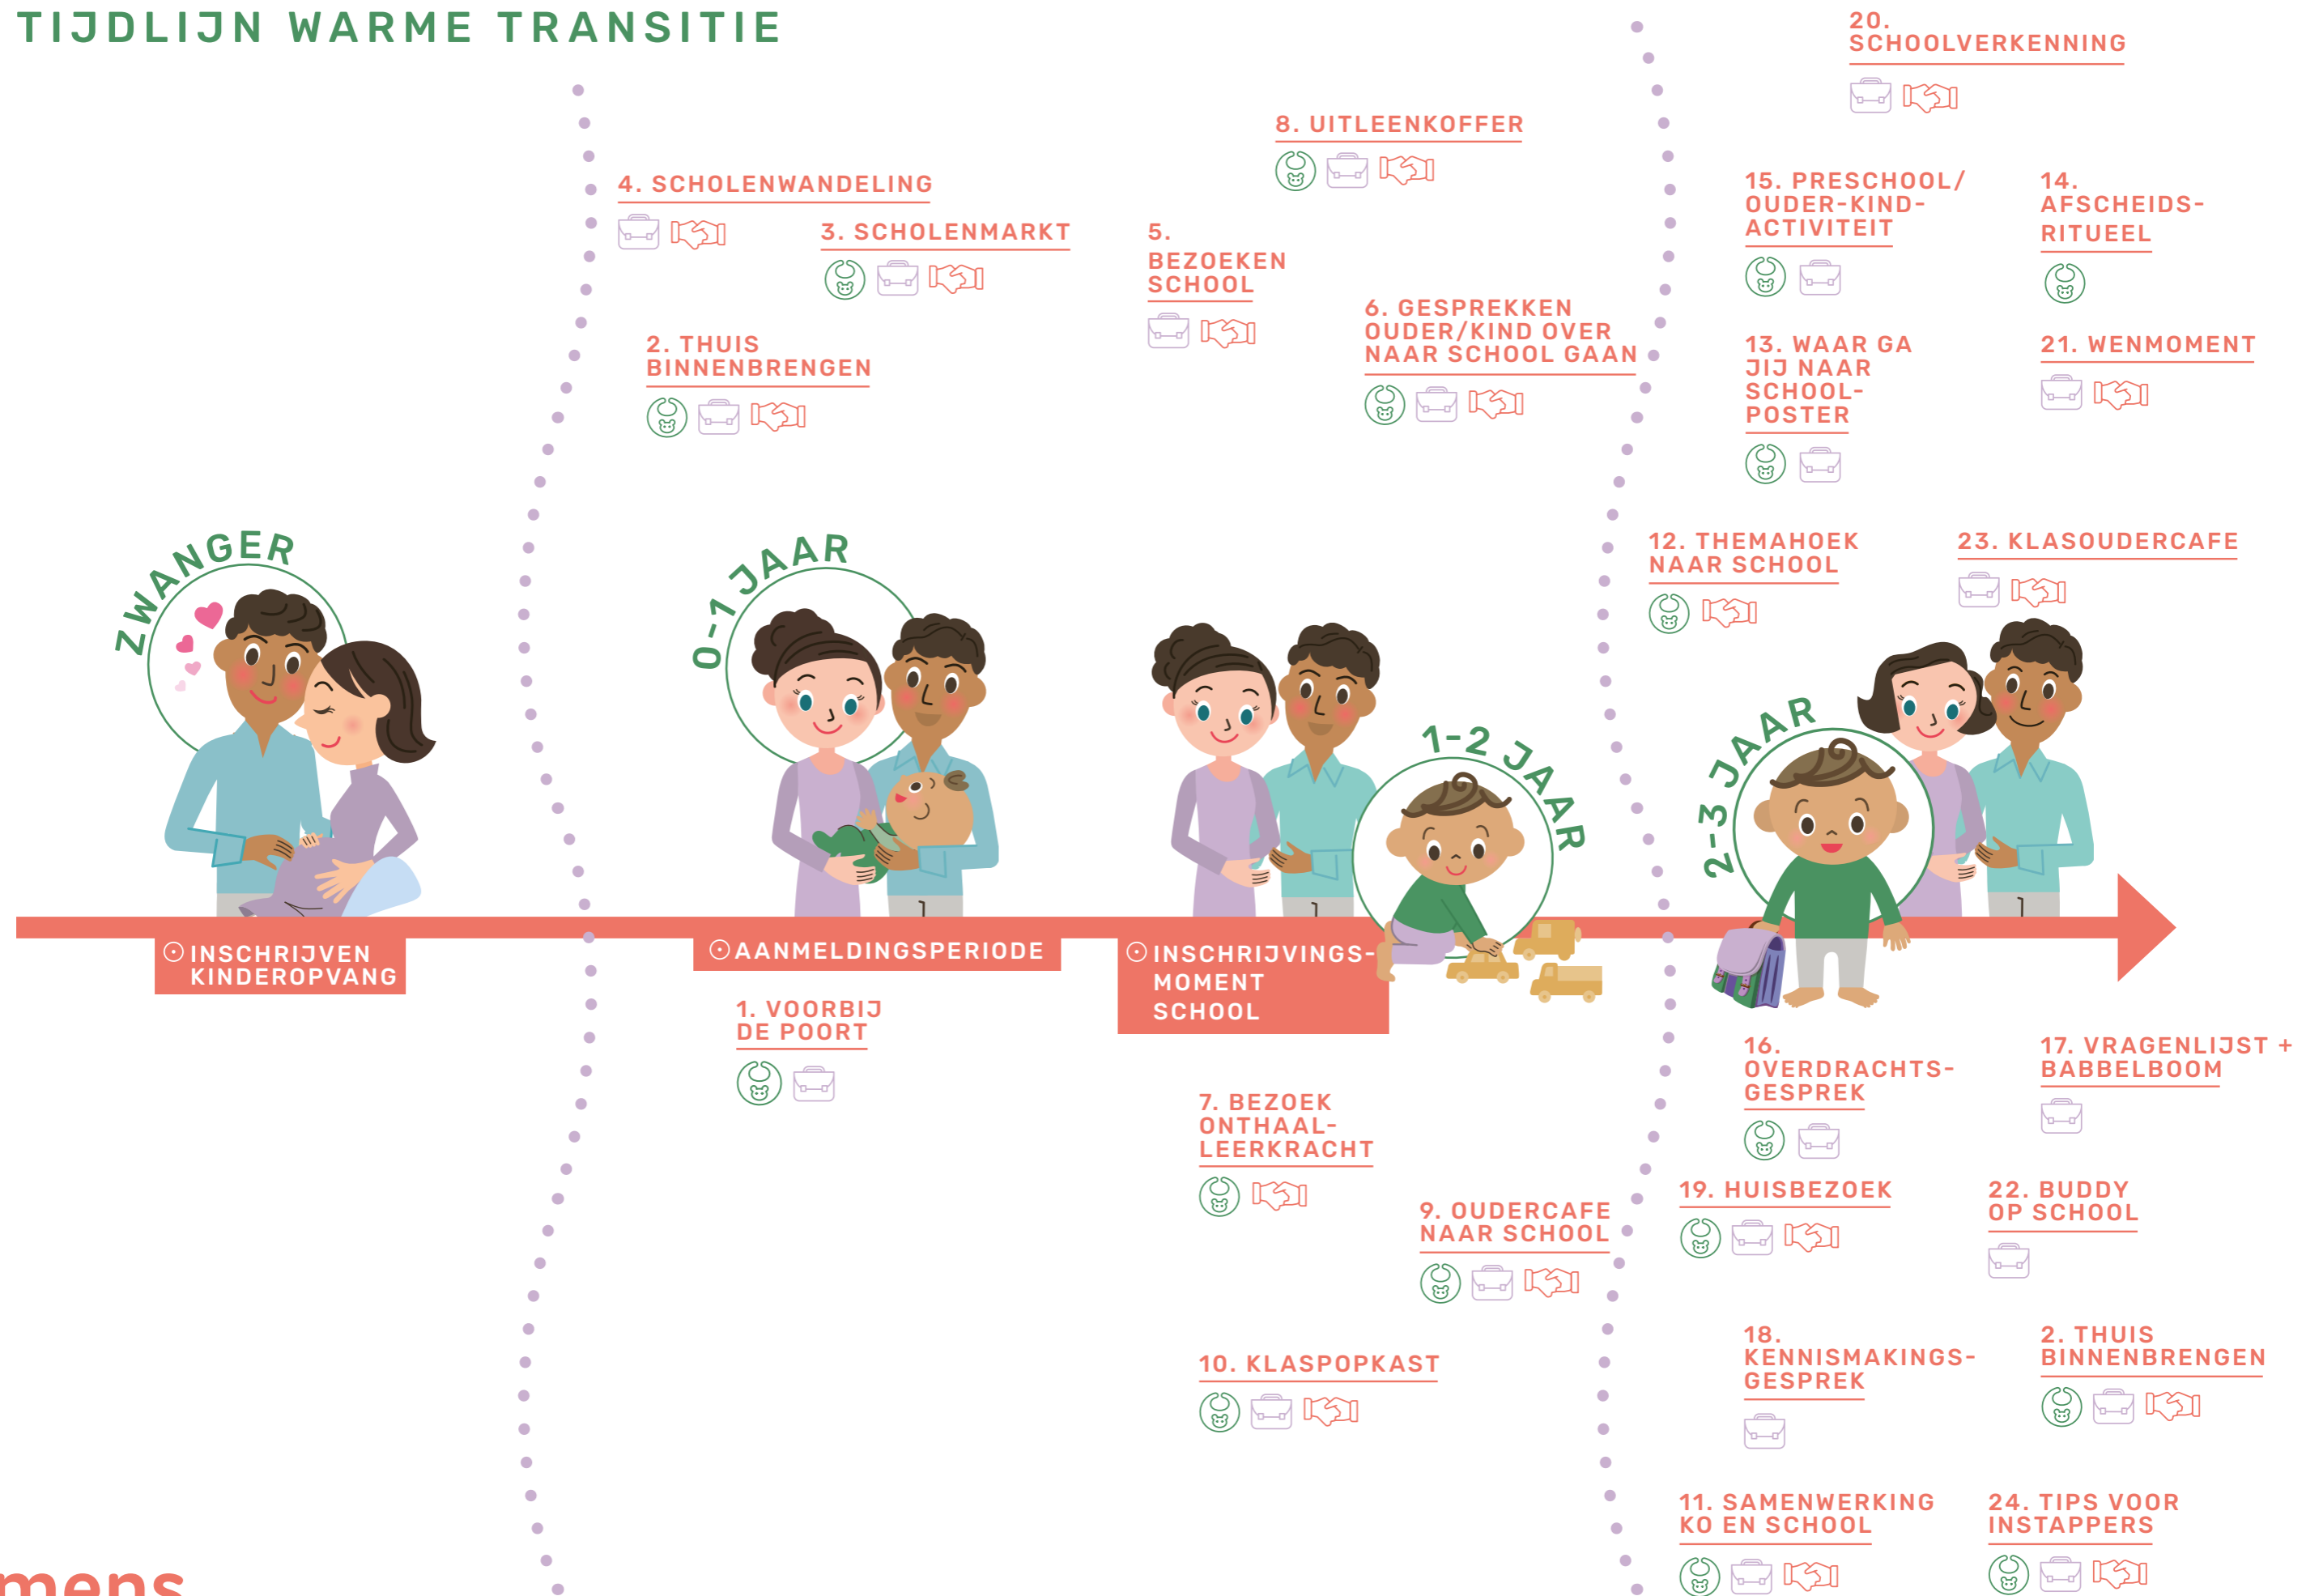 TIJDLIJN WARME TRANSITIE
20.
SCHOOLVERKENNING
8. UITLEENKOFFER
4. SCHOLENWANDELING
3. SCHOLENMARKT
5.
BEZOEKEN
SCHOOL
15. PRESCHOOL/
OUDER-KIND-
ACTIVITEIT
14.
AFSCHEIDS-
RITUEEL
2. THUIS
BINNENBRENGEN
6. GESPREKKEN
OUDER/KIND OVER
NAAR SCHOOL GAAN
13. WAAR GA
JIJ NAAR
SCHOOL-
POSTER
21. WENMOMENT
12. THEMAHOEK
NAAR SCHOOL
23. KLASOUDERCAFE
ZWANGER
0-1 JAAR
1-2 JAAR
2-3 JAAR
INSCHRIJVEN
KINDEROPVANG
AANMELDINGSPERIODE
INSCHRIJVINGS-
MOMENT
SCHOOL
1. VOORBIJ
DE POORT
7. BEZOEK
ONTHAAL-
LEERKRACHT
9. OUDERCAFE
NAAR SCHOOL
10. KLASPOPKAST
16.
OVERDRACHTS-
GESPREK
17. VRAGENLIJST +
BABBELBOOM
19. HUISBEZOEK
22. BUDDY
OP SCHOOL
18.
KENNISMAKINGS-
GESPREK
2. THUIS
BINNENBRENGEN
11. SAMENWERKING
KO EN SCHOOL
24. TIPS VOOR
INSTAPPERS
mens